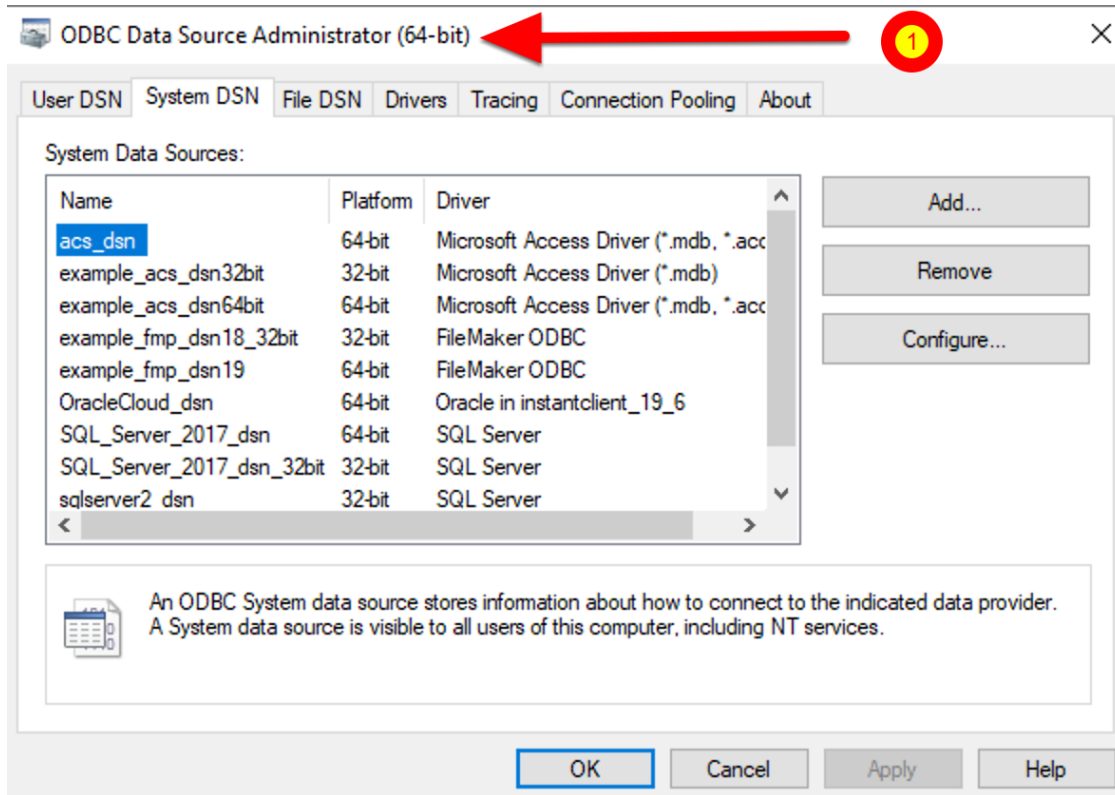 ODBC Data Source Administrator (64-bit)
1
User DSN System DSN File DSN Drivers Tracing Connection Pooling About
System Data Sources:
Name Platform Driver
acs_dsn 64-bit Microsoft Access Driver (*.mdb, *.acc
example_acs_dsn32bit 32-bit Microsoft Access Driver (*.mdb)
example_acs_dsn64bit 64-bit Microsoft Access Driver (*.mdb, *.acc
example_fmp_dsn18_32bit 32-bit FileMaker ODBC
example_fmp_dsn19 64-bit FileMaker ODBC
OracleCloud_dsn 64-bit Oracle in instantclient_19_6
SQL_Server_2017_dsn 64-bit SQL Server
SQL_Server_2017_dsn_32bit 32-bit SQL Server
sqlserver2_dsn 32-bit SQL Server
Add...
Remove
Configure...
An ODBC System data source stores information about how to connect to the indicated data provider.
A System data source is visible to all users of this computer, including NT services.
OK Cancel Apply Help